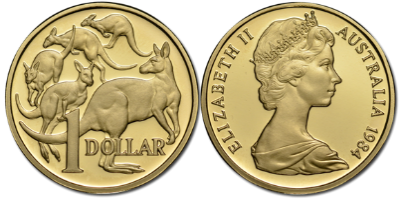 1 DOLLAR
ELIZABETH II
AUSTRALIA 1984